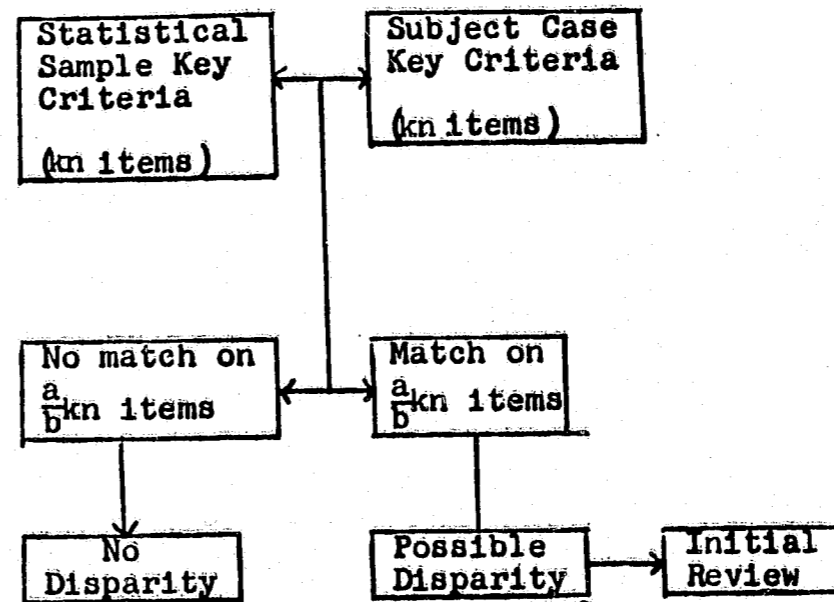 Statistical
Sample Key
Criteria
(kn items)
Subject Case
Key Criteria
(kn items)
No match on
a/b kn items
Match on
a/b kn items
No
Disparity
Possible
Disparity
Initial
Review